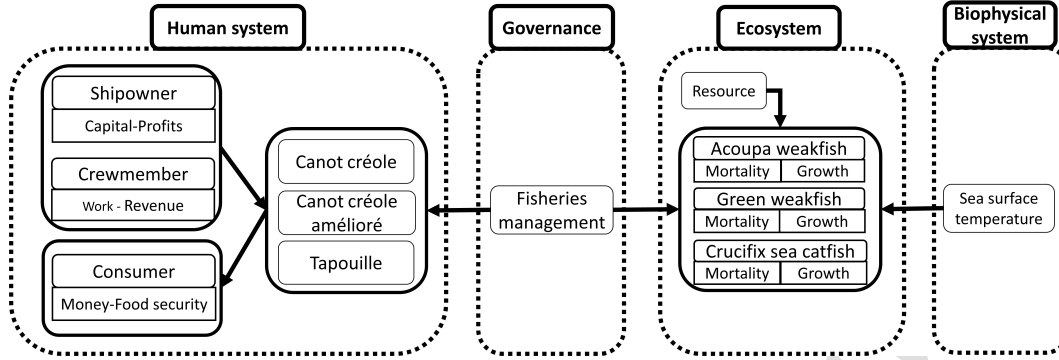 Human system
Shipowner
Capital-Profits
Crewmember
Work - Revenue
Consumer
Money-Food security
Canot créole
Canot créole
amélioré
Tapouille
Governance
Fisheries
management
Ecosystem
Resource
Acoupa weakfish
Mortality Growth
Green weakfish
Mortality Growth
Crucifix sea catfish
Mortality Growth
Biophysical
system
Sea surface
temperature